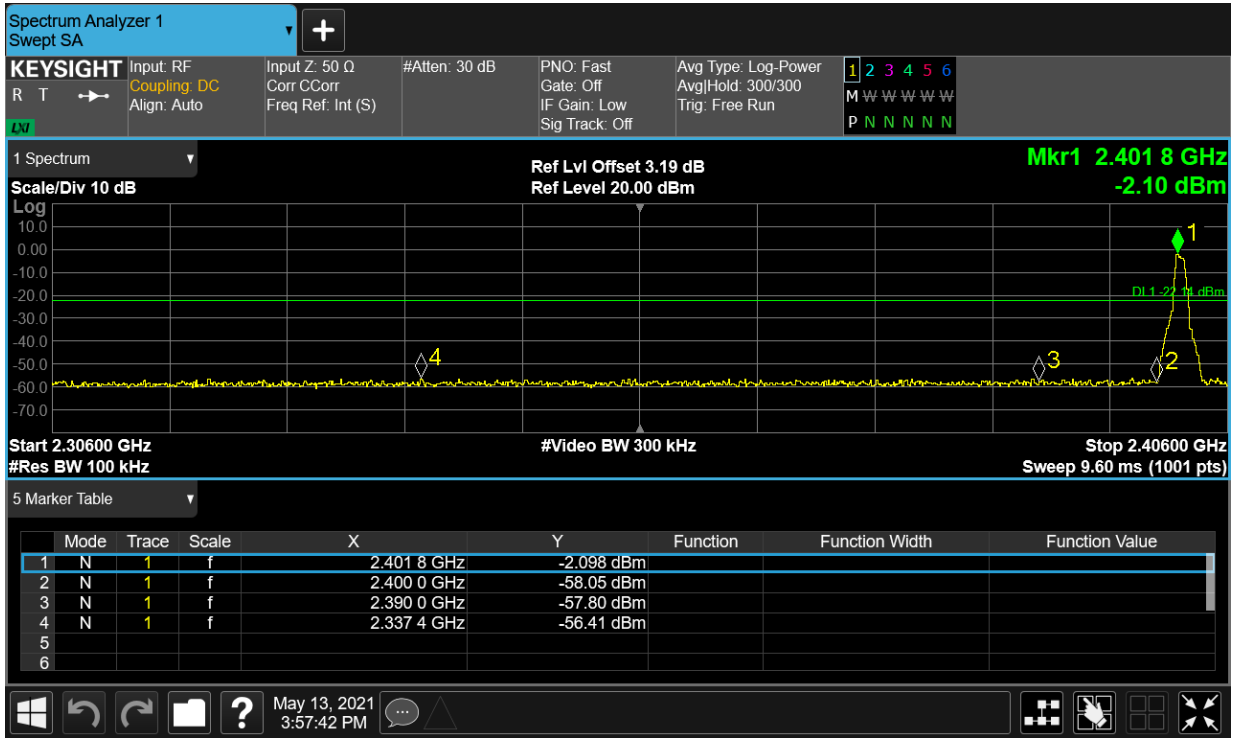 Spectrum Analyzer 1
Swept SA
KEYSIGHT
R T
LXI
Input: RF
Coupling: DC
Align: Auto
Input Z: 50 Ω
Corr CCorr
Freq Ref: Int (S)
#Atten: 30 dB
PNO: Fast
Gate: Off
IF Gain: Low
Sig Track: Off
Avg Type: Log-Power
Avg|Hold: 300/300
Trig: Free Run
1 2 3 4 5 6
M W W W W W
P N N N N N
1 Spectrum
Scale/Div 10 dB
Ref Lvl Offset 3.19 dB
Ref Level 20.00 dBm
Mkr1 2.401 8 GHz
-2.10 dBm
Log
10.0
0.00
-10.0
-20.0
-30.0
-40.0
-50.0
-60.0
-70.0
1
DL1 -22.14 dBm
4
3
2
Start 2.30600 GHz
#Video BW 300 kHz
Stop 2.40600 GHz
#Res BW 100 kHz
Sweep 9.60 ms (1001 pts)
5 Marker Table
Mode Trace Scale X Y Function Function Width Function Value
1 N 1 f 2.401 8 GHz -2.098 dBm
2 N 1 f 2.400 0 GHz -58.05 dBm
3 N 1 f 2.390 0 GHz -57.80 dBm
4 N 1 f 2.337 4 GHz -56.41 dBm
5
6
?
May 13, 2021
3:57:42 PM